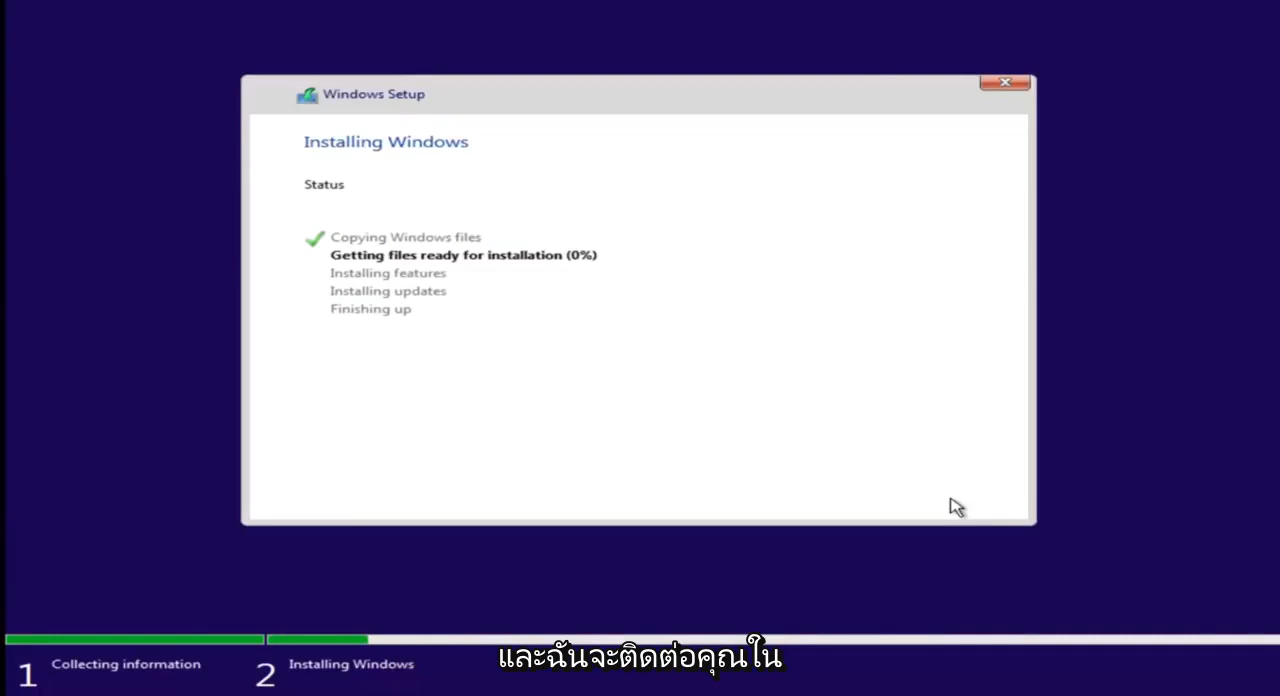 Windows Setup
Installing Windows
Status
Copying Windows files
Getting files ready for installation (0%)
Installing features
Installing updates
Finishing up
1 Collecting information
2 Installing Windows
และฉันจะติดต่อคุณใน